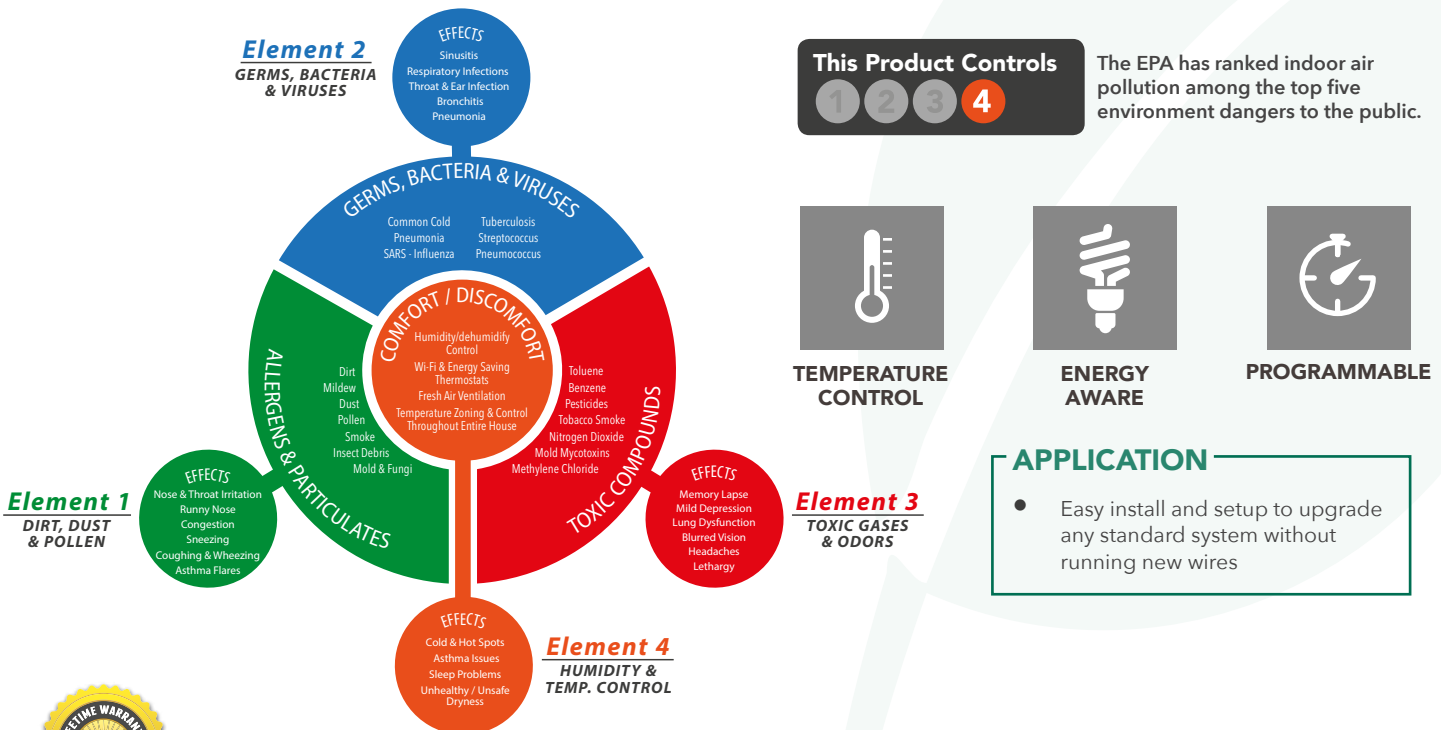 Element 2
GERMS, BACTERIA
& VIRUSES
EFFECTS
Sinusitis
Respiratory Infections
Throat & Ear Infection
Bronchitis
Pneumonia
GERMS, BACTERIA & VIRUSES
Common Cold
Pneumonia
SARS - Influenza
Tuberculosis
Streptococcus
Pneumococcus
COMFORT / DISCOMFORT
Humidity/dehumidify
Control
Wi-Fi & Energy Saving
Thermostats
Fresh Air Ventilation
Temperature Zoning & Control
Throughout Entire House
ALLERGENS & PARTICULATES
Dirt
Mildew
Dust
Pollen
Smoke
Insect Debris
Mold & Fungi
TOXIC COMPOUNDS
Toluene
Benzene
Pesticides
Tobacco Smoke
Nitrogen Dioxide
Mold Mycotoxins
Methylene Chloride
Element 1
DIRT, DUST
& POLLEN
EFFECTS
Nose & Throat Irritation
Runny Nose
Congestion
Sneezing
Coughing & Wheezing
Asthma Flares
EFFECTS
Memory Lapse
Mild Depression
Lung Dysfunction
Blurred Vision
Headaches
Lethargy
Element 3
TOXIC GASES
& ODORS
EFFECTS
Cold & Hot Spots
Asthma Issues
Sleep Problems
Unhealthy / Unsafe
Dryness
Element 4
HUMIDITY &
TEMP. CONTROL
This Product Controls
1 2 3 4
The EPA has ranked indoor air
pollution among the top five
environment dangers to the public.
TEMPERATURE
CONTROL
ENERGY
AWARE
PROGRAMMABLE
APPLICATION
• Easy install and setup to upgrade
any standard system without
running new wires